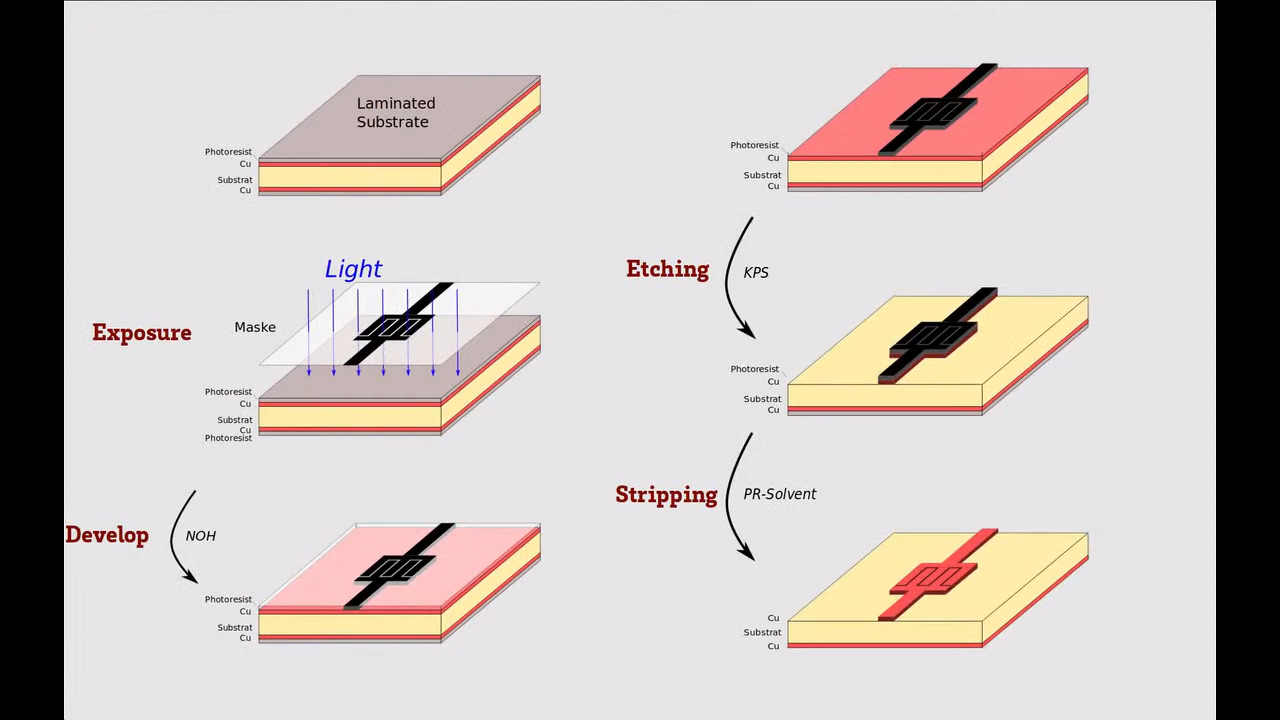 Laminated
Substrate
Photoresist
Cu
Substrat
Cu
Exposure
Light
Maske
Photoresist
Cu
Substrat
Cu
Photoresist
Develop
NOH
Photoresist
Cu
Substrat
Cu
Photoresist
Cu
Substrat
Cu
Etching
KPS
Photoresist
Cu
Substrat
Cu
Stripping
PR-Solvent
Cu
Substrat
Cu